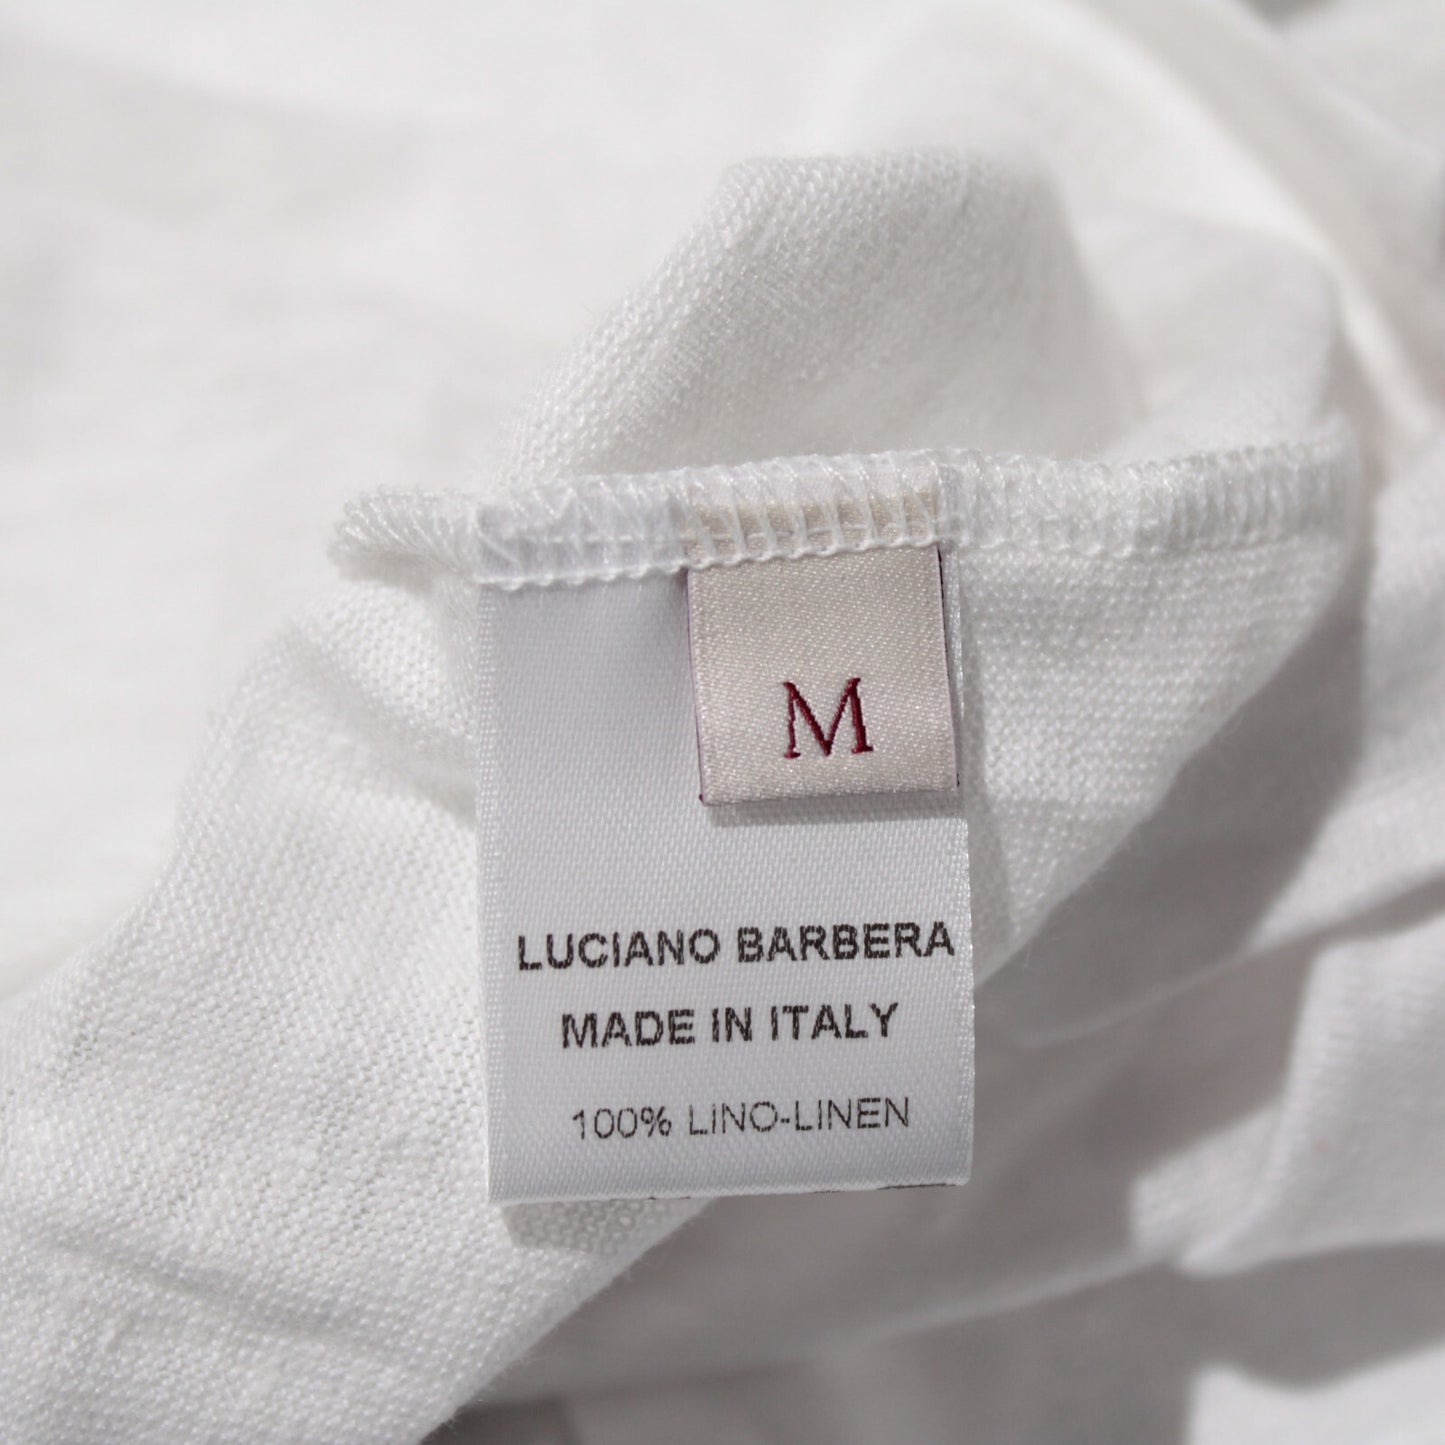 M
LUCIANO BARBERA
MADE IN ITALY
100% LINO-LINEN